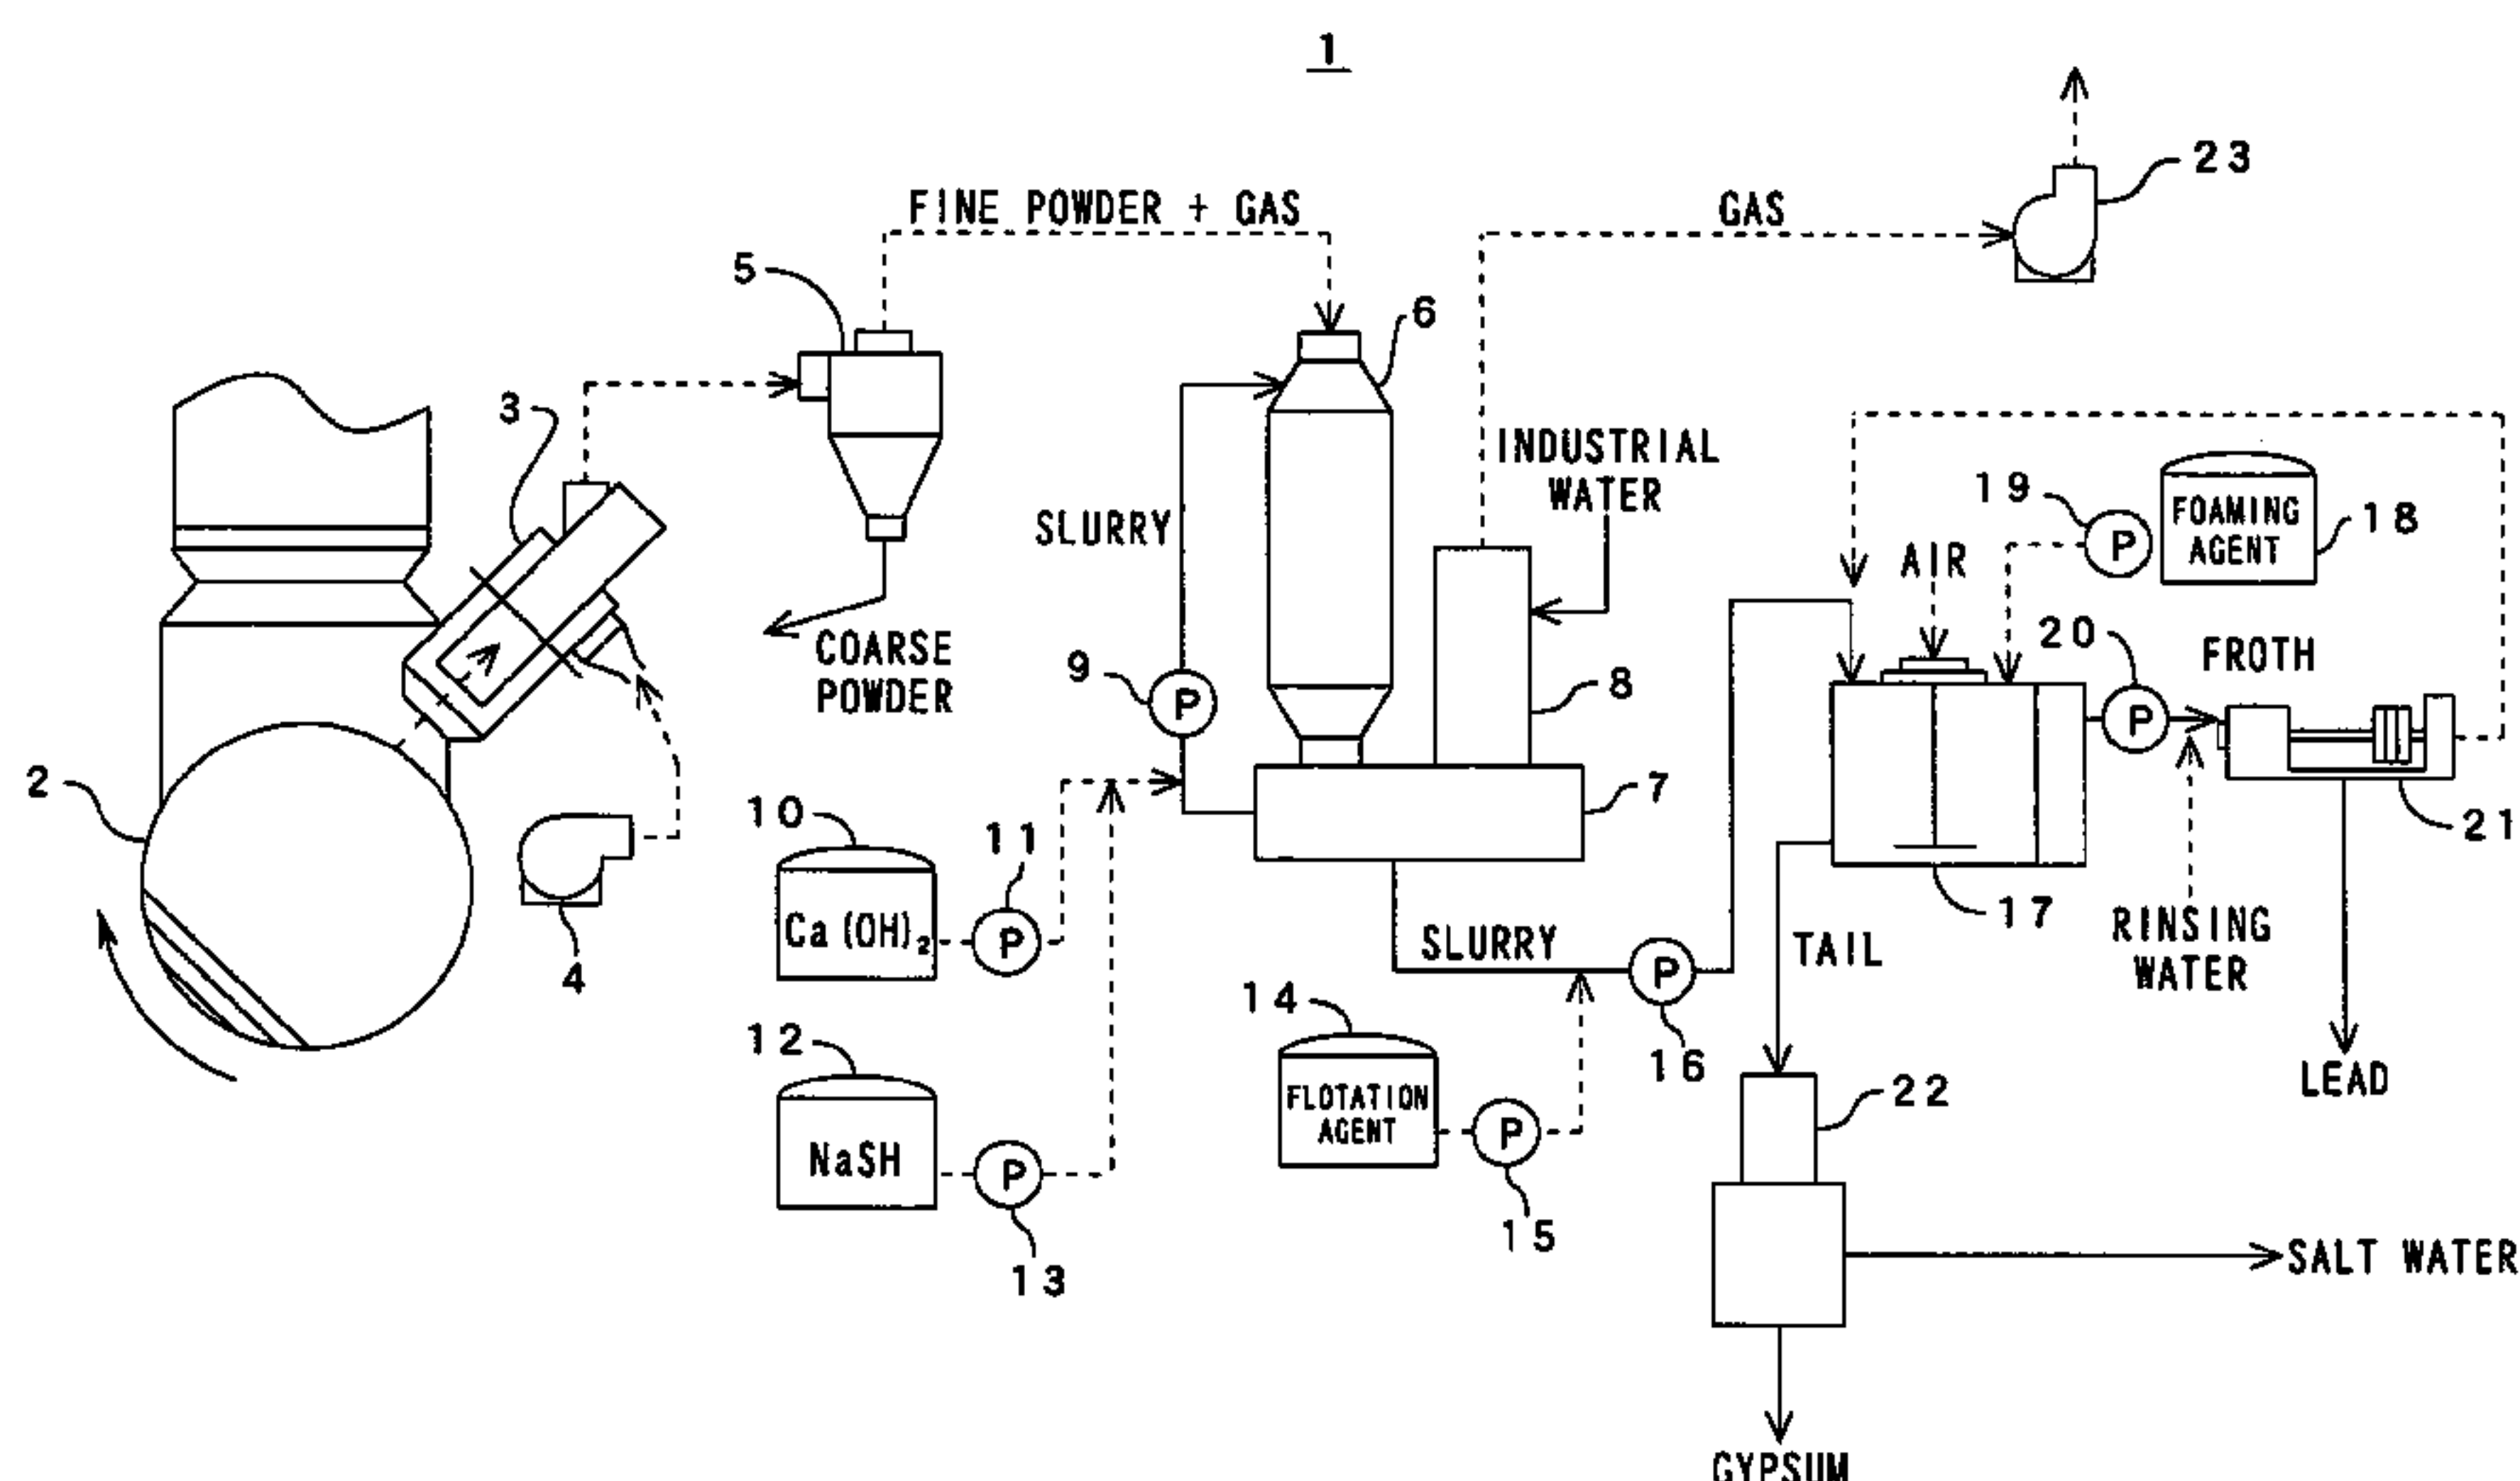 1
23
FINE POWDER + GAS
GAS
5
6
3
INDUSTRIAL
WATER
19
FOAMING
AGENT
18
P
SLURRY
AIR
20
FROTH
COARSE
POWDER
9
P
8
P
2
7
10
11
21
Ca(OH)₂
P
17
RINSING
WATER
4
SLURRY
P
TAIL
14
12
16
22
LEAD
FLOTATION
AGENT
P
NaSH
P
15
13
SALT WATER
GYPSUM